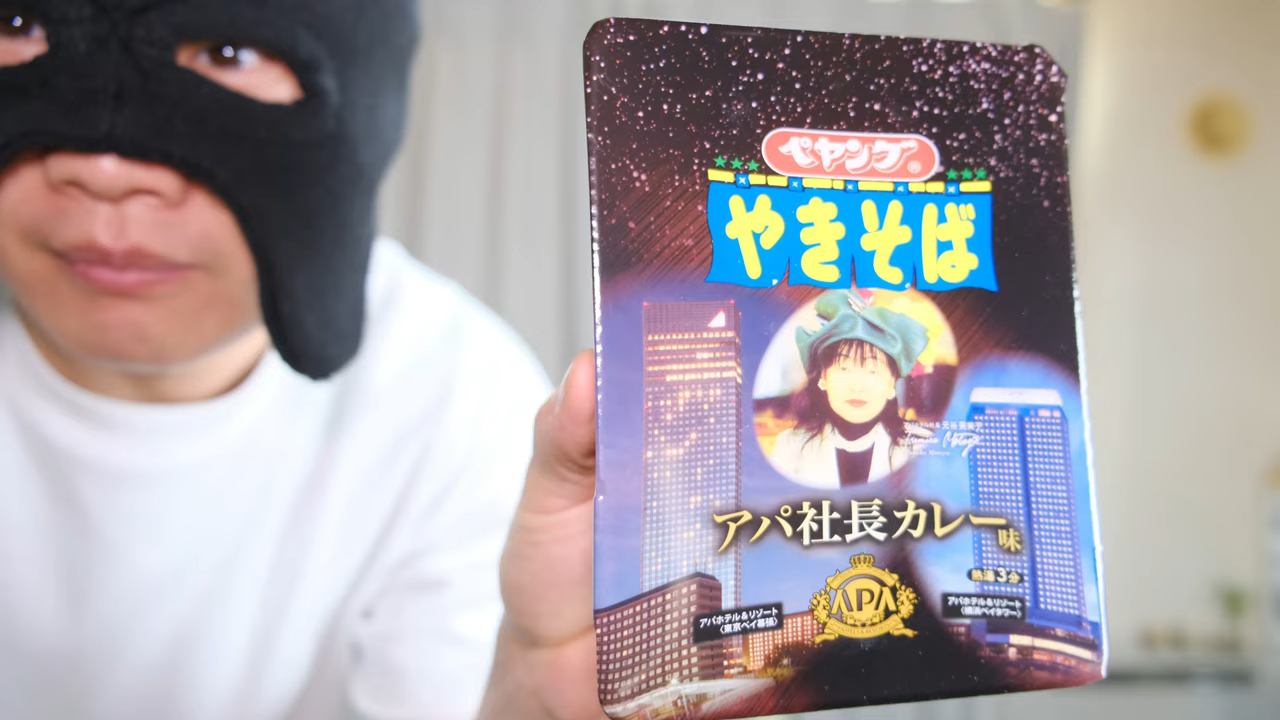 ペヤング
やきそば
アパ社長カレー味
熱湯3分
APA
アパホテル&リゾート
〈東京ベイ幕張〉
アパホテル&リゾート
〈横浜ベイタワー〉